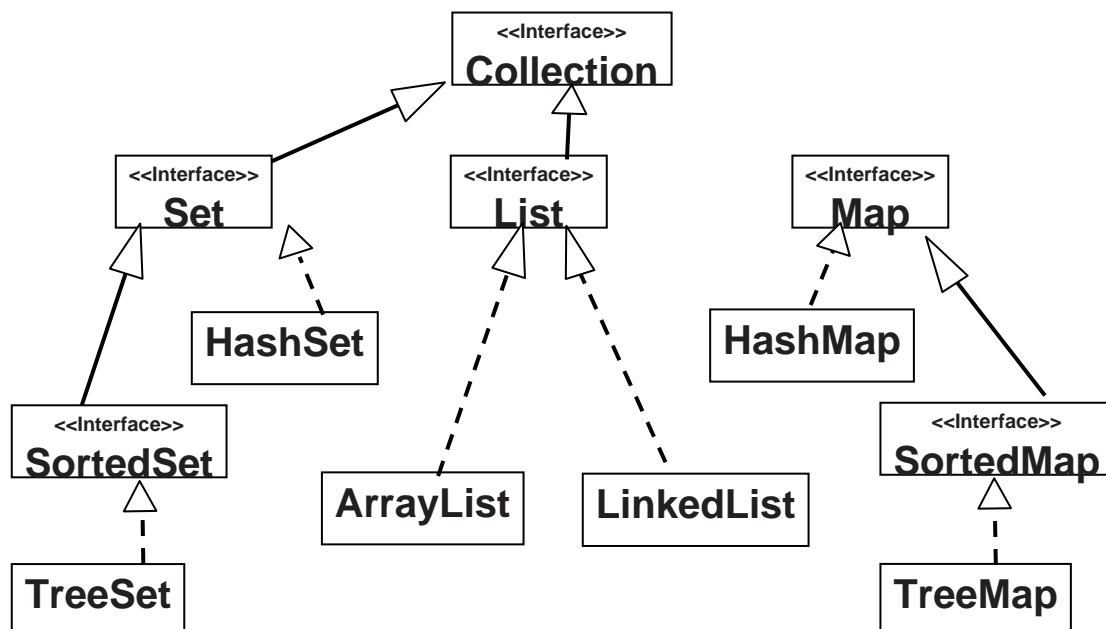 <<Interface>>
Collection
<<Interface>>
Set
<<Interface>>
List
<<Interface>>
Map
HashSet
HashMap
<<Interface>>
SortedSet
<<Interface>>
SortedMap
ArrayList
LinkedList
TreeSet
TreeMap